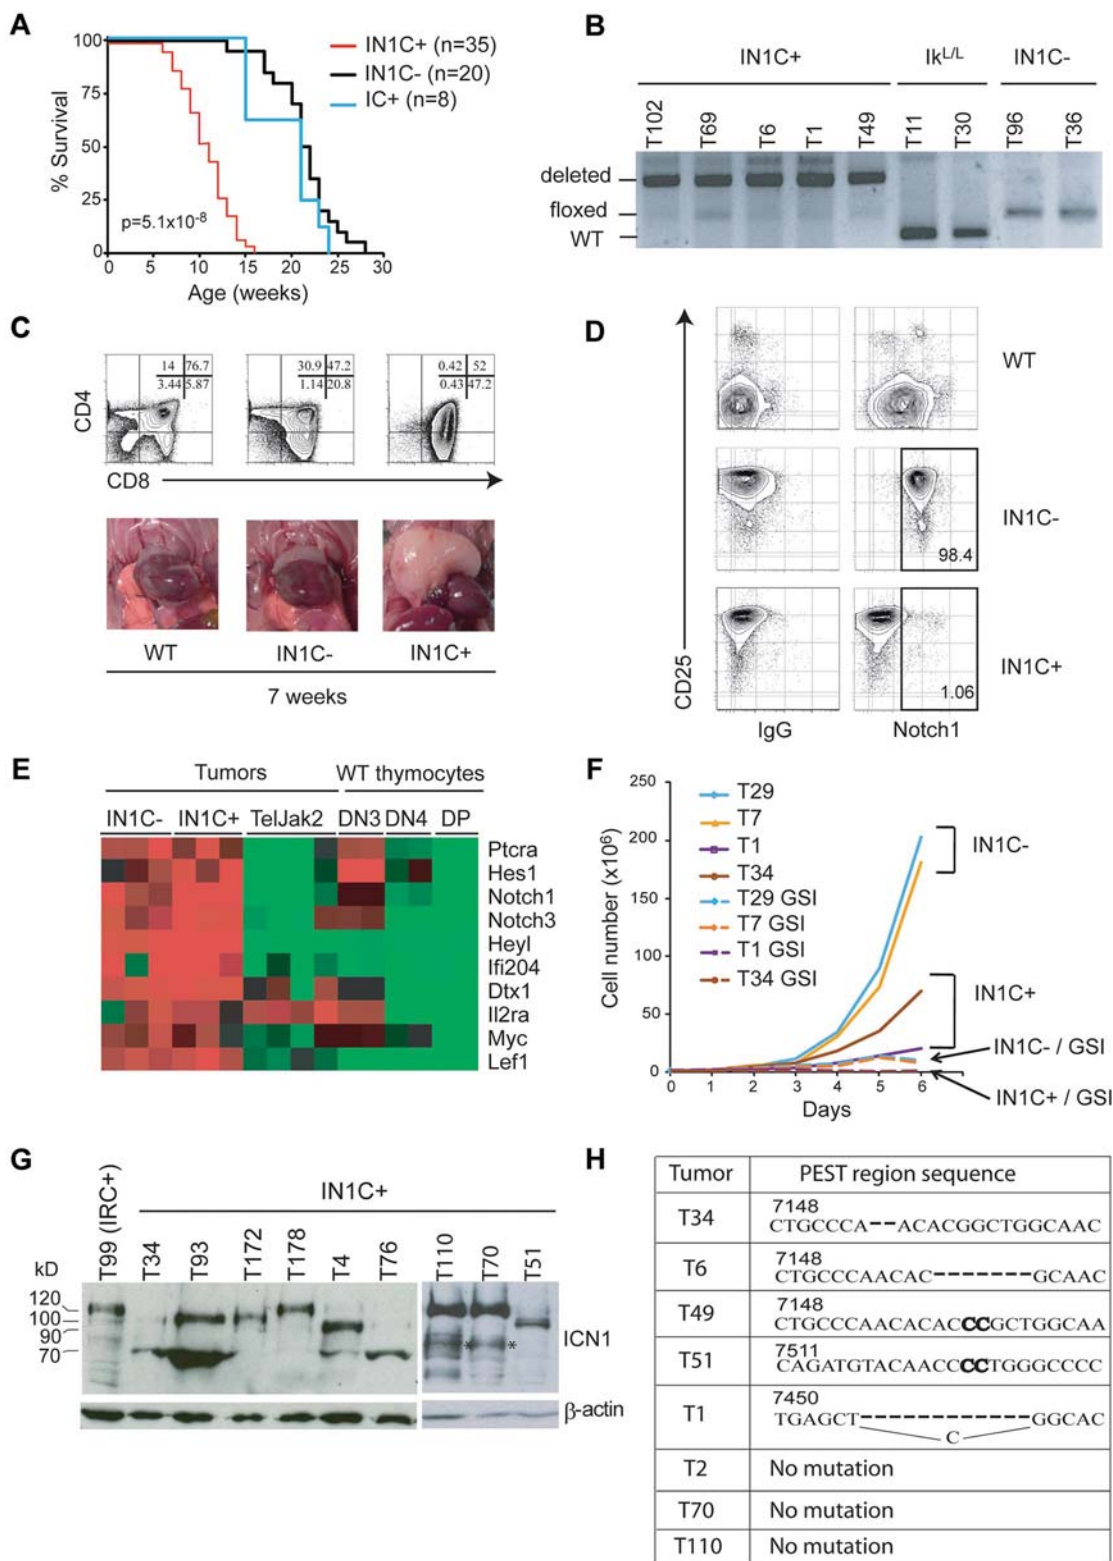 A
100
75
50
25
0
% Survival
IN1C+ (n=35)
IN1C- (n=20)
IC+ (n=8)
p=5.1x10-8
0 5 10 15 20 25 30
Age (weeks)
B
IN1C+ IkL/L IN1C-
T102 T69 T6 T1 T49 T11 T30 T96 T36
deleted
floxed
WT
C
CD4
14 76.7
3.44 5.87
30.9 47.2
1.14 20.8
0.42 52
0.43 47.2
CD8
WT IN1C- IN1C+
7 weeks
D
WT
IN1C-
98.4
IN1C+
1.06
CD25
IgG Notch1
E
Tumors WT thymocytes
IN1C- IN1C+ TelJak2 DN3 DN4 DP
Ptcra
Hes1
Notch1
Notch3
Heyl
Ifi204
Dtx1
Il2ra
Myc
Lef1
F
Cell number (x106)
250
200
150
100
50
0
T29
T7
T1
T34
T29 GSI
T7 GSI
T1 GSI
T34 GSI
IN1C-
IN1C+
IN1C- / GSI
IN1C+ / GSI
0 1 2 3 4 5 6
Days
G
IN1C+
T99 (IRC+) T34 T93 T172 T178 T4 T76 T110 T70 T51
kD
120
100
90
70
* *
ICN1
β-actin
H
Tumor PEST region sequence
T34
7148
CTGCCCA--ACACGGCTGGCAAC
T6
7148
CTGCCCAACAC--------GCAAC
T49
7148
CTGCCCAACACACCCGCTGGCAA
T51
7511
CAGATGTACAACCCCTGGGCCCC
T1
7450
TGAGCT--------------GGCAC
C
T2 No mutation
T70 No mutation
T110 No mutation